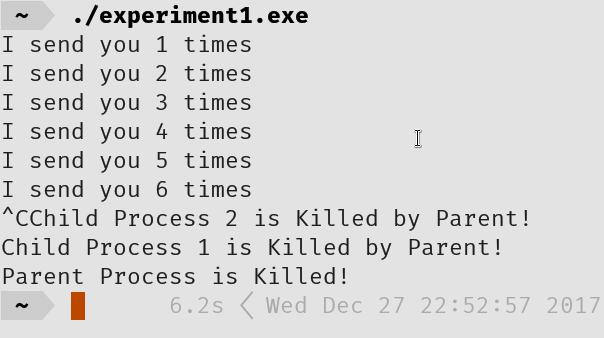 ~ ./experiment1.exe
I send you 1 times
I send you 2 times
I send you 3 times
I send you 4 times
I send you 5 times
I send you 6 times
^CChild Process 2 is Killed by Parent!
Child Process 1 is Killed by Parent!
Parent Process is Killed!
~ 6.2s Wed Dec 27 22:52:57 2017